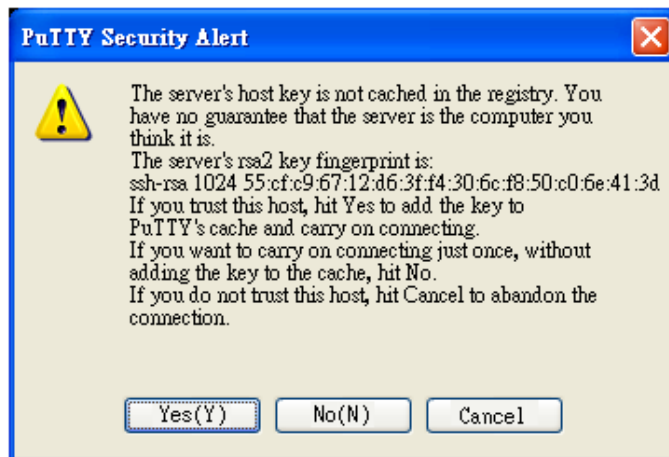 PuTTY Security Alert
The server's host key is not cached in the registry. You
have no guarantee that the server is the computer you
think it is.
The server's rsa2 key fingerprint is:
ssh-rsa 1024 55:cf:c9:67:12:d6:3f:f4:30:6c:f8:50:c0:6e:41:3d
If you trust this host, hit Yes to add the key to
PuTTY's cache and carry on connecting.
If you want to carry on connecting just once, without
adding the key to the cache, hit No.
If you do not trust this host, hit Cancel to abandon the
connection.
Yes(Y) No(N) Cancel